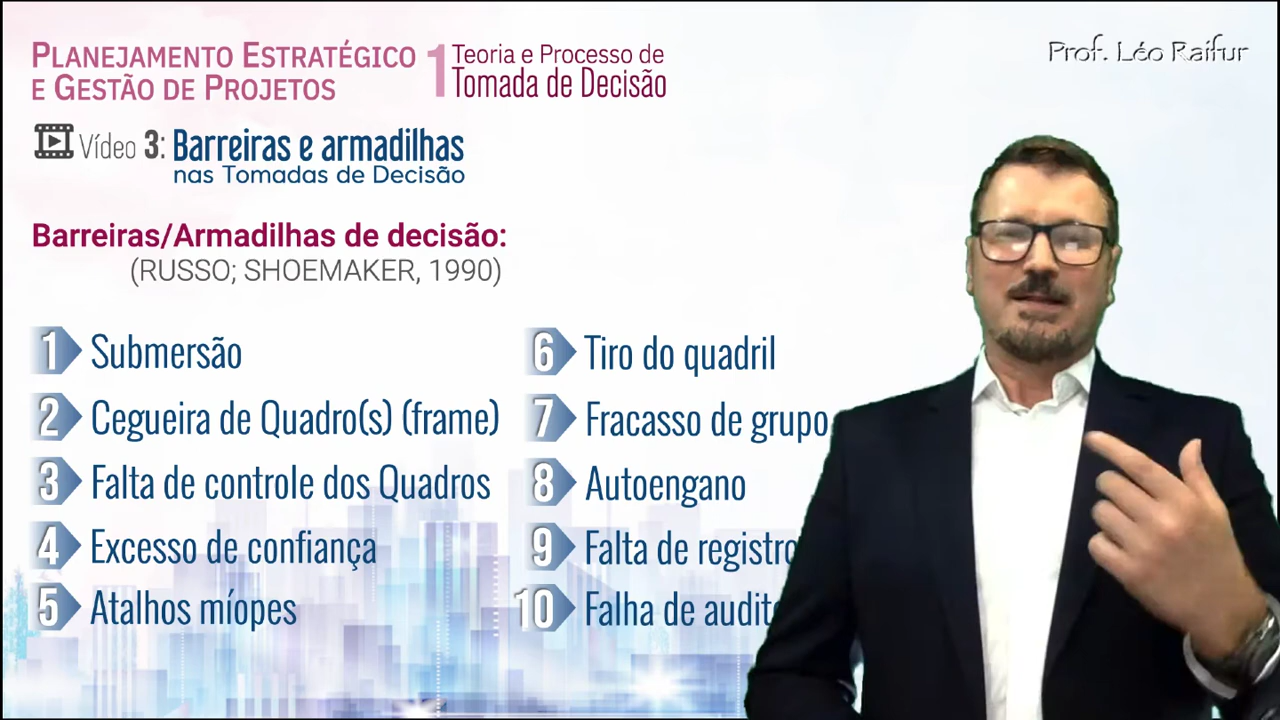 PLANEJAMENTO ESTRATÉGICO
E GESTÃO DE PROJETOS
1 Teoria e Processo de
Tomada de Decisão
Prof. Léo Raifur
Vídeo 3: Barreiras e armadilhas
nas Tomadas de Decisão
Barreiras/Armadilhas de decisão:
(RUSSO; SHOEMAKER, 1990)
1 Submersão
2 Cegueira de Quadro(s) (frame)
3 Falta de controle dos Quadros
4 Excesso de confiança
5 Atalhos míopes
6 Tiro do quadril
7 Fracasso de grupo
8 Autoengano
9 Falta de registro
10 Falha de